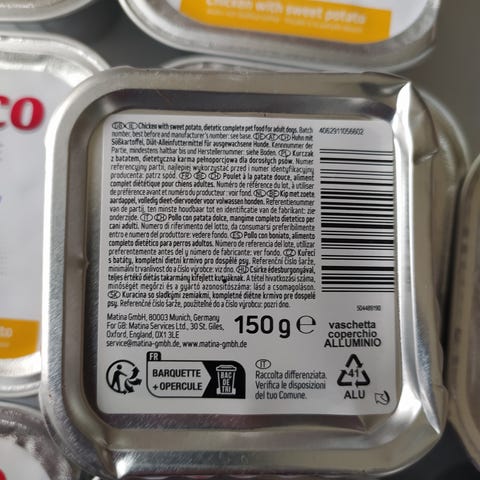 Chicken with sweet potato
co
GB IE Chicken with sweet potato, dietetic complete pet food for adult dogs. Batch
number, best before and manufacturer's number: see base. DE AT CH Huhn mit
Süßkartoffel, Diät-Alleinfuttermittel für ausgewachsene Hunde. Kennnummer der
Partie, mindestens haltbar bis und Herstellernummer: siehe Boden. PL Kurczak
z batatem, dietetyczna karma pełnoporcjowa dla dorosłych psów. Numer
referencyjny partii, najlepiej wykorzystać przed i numer identyfikacyjny
producenta: patrz spód. FR BE CH Poulet à la patate douce, aliment
complet diététique pour chiens adultes. Numéro de référence du lot, à utiliser
de préférence avant et numéro du producteur : voir fond. NL BE Kip met zoete
aardappel, volledig dieet-diervoeder voor volwassen honden. Referentienummer
van de partij, ten minste houdbaar tot en identificatie van de fabrikant: zie
onderzijde. IT CH Pollo con patata dolce, mangime completo dietetico per
cani adulti. Numero di riferimento del lotto, da consumarsi preferibilmente
entro e numero del produttore: vedere fondo. ES Pollo con boniato, alimento
completo dietético para perros adultos. Número de referencia del lote, utilizar
preferentemente antes del y número de fabricante: ver fondo. CZ Kuřecí
s batáty, kompletní dietní krmivo pro dospělé psy. Referenční číslo šarže,
minimální trvanlivost do a číslo výrobce: viz dno. HU Csirke édesburgonyával,
teljes értékű diétás takarmány kifejlett kutyáknak. A tétel hivatkozási száma,
minőségét megőrzi és a gyártó azonosítószáma: lásd a csomagoláson.
SK Kuracina so sladkými zemiakmi, kompletné diétne krmivo pre dospelé
psy. Referenčné číslo šarže, použiteľné do a číslo výrobcu: pozri dno.
Matina GmbH, 80003 Munich, Germany
For GB: Matina Services Ltd., 30 St. Giles,
Oxford, England, OX1 3LE
service@matina-gmbh.de www.matina-gmbh.de
150 g e
4062911056602
504489190
vaschetta
coperchio
ALLUMINIO
FR
BARQUETTE
+ OPERCULE
BAC
DE
TRI
IT
Raccolta differenziata.
Verifica le disposizioni
del tuo Comune.
41
ALU